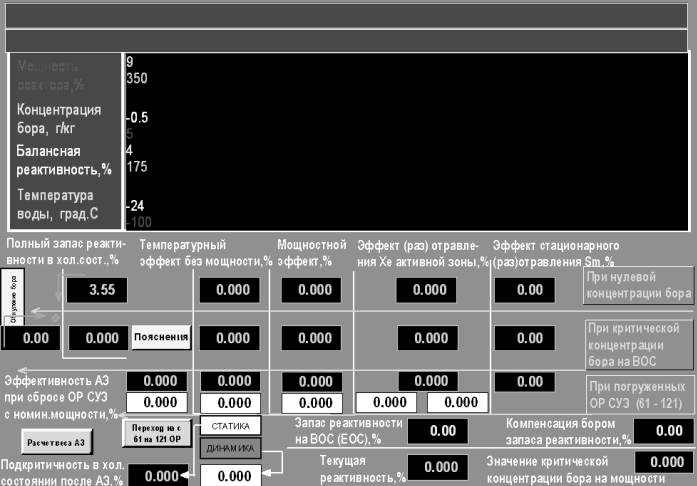 Мощность
реактора,%
9
350
Концентрация
бора, г/кг
-0.5
5
Балансная
реактивность,%
4
175
Температура
воды, град.С
-24
-100
Полный запас реакти-
вности в хол.сост.,%
Температурный
эффект без мощности,%
Мощностной
эффект,%
Эффект (раз) отравле-
ния Xe активной зоны,%
Эффект стационарного
(раз)отравления Sm,%
3.55
0.000
0.000
0.000
0.00
При нулевой
концентрации бора
0.00
0.000
Пояснения
0.000
0.000
0.000
0.00
При критической
концентрации
бора на ВОС
Эффективность АЗ
при сбросе ОР СУЗ
с номин.мощности,%
0.000
0.000
0.000
0.000
0.00
0.000
0.000
0.000
0.000
0.000
При погруженных
ОР СУЗ (61 - 121)
Расчет веса АЗ
Переход на с
61 на 121 ОР
СТАТИКА
ДИНАМИКА
Запас реактивности
на ВОС (ЕОС),%
0.00
Компенсация бором
запаса реактивности,%
0.00
Подкритичность в хол.
состоянии после АЗ,%
0.000
0.000
Текущая
реактивность,%
0.000
Значение критической
концентрации бора на мощности
0.000